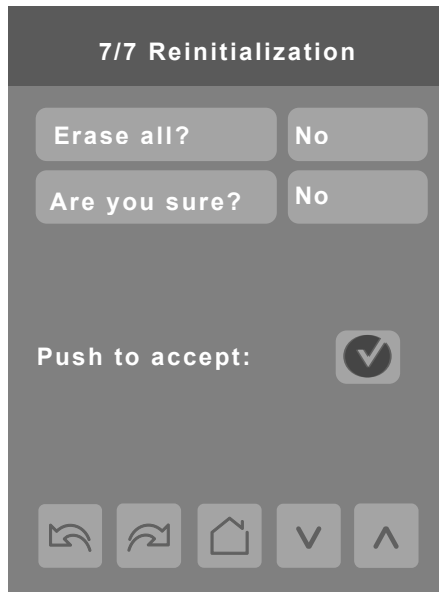 7/7 Reinitialization
Erase all? No
Are you sure? No
Push to accept: